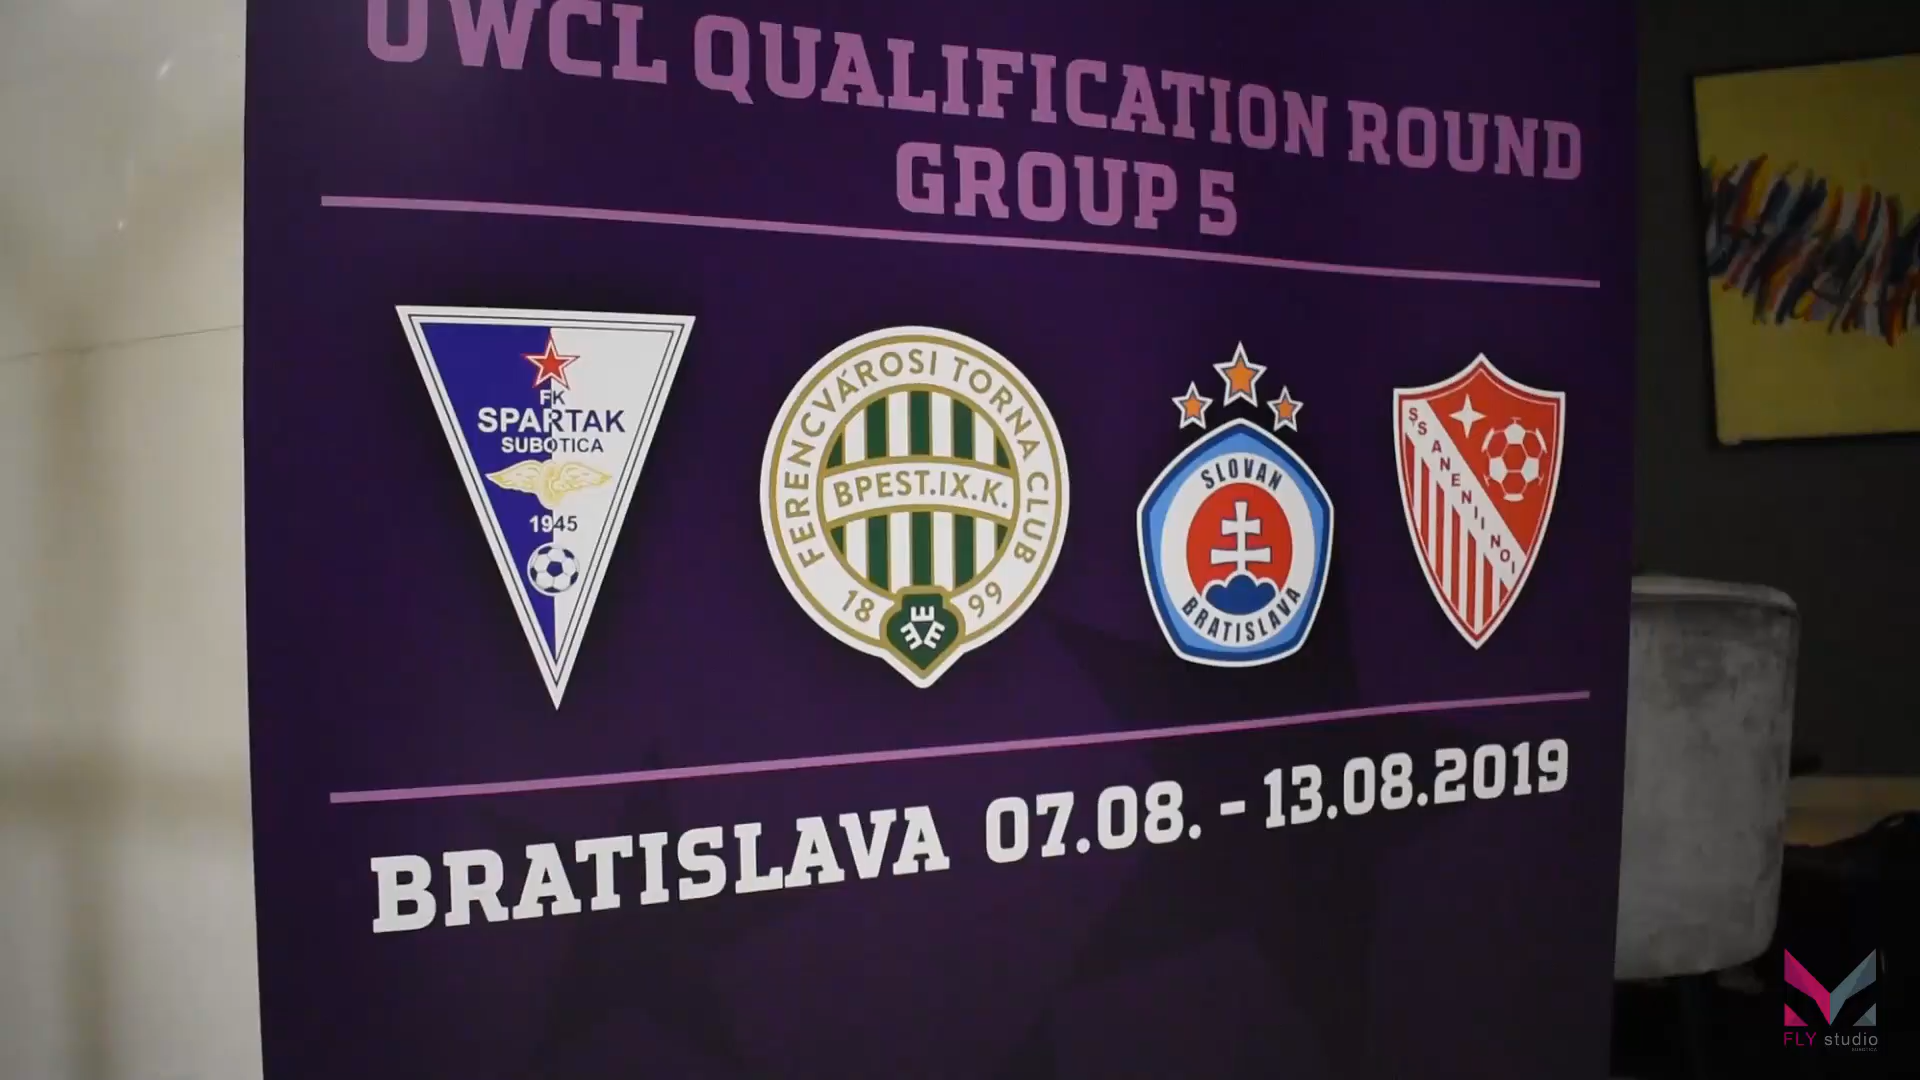 UWCL QUALIFICATION ROUND
GROUP 5
FK
SPARTAK
SUBOTICA
1945
FERENCVÁROSI TORNA CLUB
BPEST.IX.K.
18 99
SLOVAN
BRATISLAVA
ȘS ANENII NOI
BRATISLAVA 07.08. - 13.08.2019
FLY studio